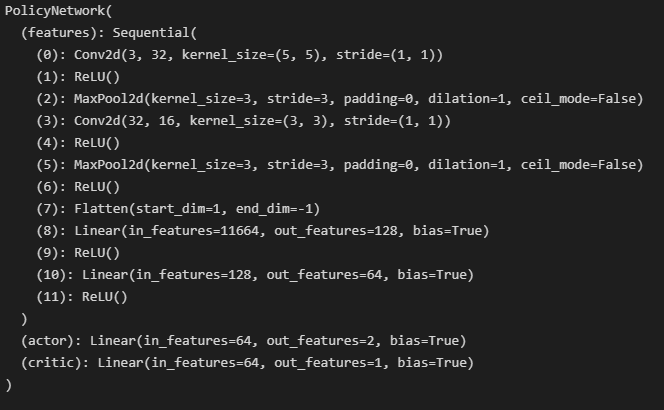 PolicyNetwork(
  (features): Sequential(
    (0): Conv2d(3, 32, kernel_size=(5, 5), stride=(1, 1))
    (1): ReLU()
    (2): MaxPool2d(kernel_size=3, stride=3, padding=0, dilation=1, ceil_mode=False)
    (3): Conv2d(32, 16, kernel_size=(3, 3), stride=(1, 1))
    (4): ReLU()
    (5): MaxPool2d(kernel_size=3, stride=3, padding=0, dilation=1, ceil_mode=False)
    (6): ReLU()
    (7): Flatten(start_dim=1, end_dim=-1)
    (8): Linear(in_features=11664, out_features=128, bias=True)
    (9): ReLU()
    (10): Linear(in_features=128, out_features=64, bias=True)
    (11): ReLU()
  )
  (actor): Linear(in_features=64, out_features=2, bias=True)
  (critic): Linear(in_features=64, out_features=1, bias=True)
)